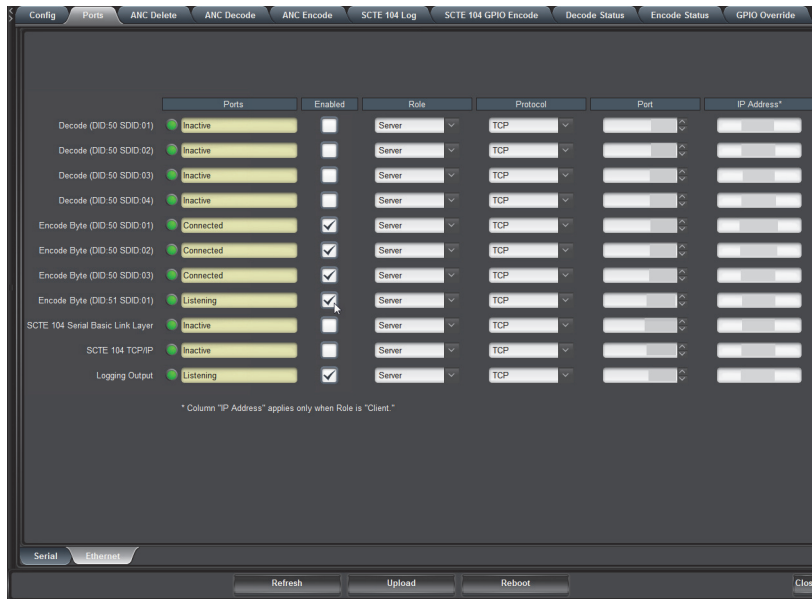 Config Ports ANC Delete ANC Decode ANC Encode SCTE 104 Log SCTE 104 GPIO Encode Decode Status Encode Status GPIO Override
Ports Enabled Role Protocol Port IP Address*
Decode (DID:50 SDID:01) Inactive Server TCP
Decode (DID:50 SDID:02) Inactive Server TCP
Decode (DID:50 SDID:03) Inactive Server TCP
Decode (DID:50 SDID:04) Inactive Server TCP
Encode Byte (DID:50 SDID:01) Connected Server TCP
Encode Byte (DID:50 SDID:02) Connected Server TCP
Encode Byte (DID:50 SDID:03) Connected Server TCP
Encode Byte (DID:51 SDID:01) Listening Server TCP
SCTE 104 Serial Basic Link Layer Inactive Server TCP
SCTE 104 TCP/IP Inactive Server TCP
Logging Output Listening Server TCP
* Column "IP Address" applies only when Role is "Client."
Serial Ethernet
Refresh Upload Reboot Clos